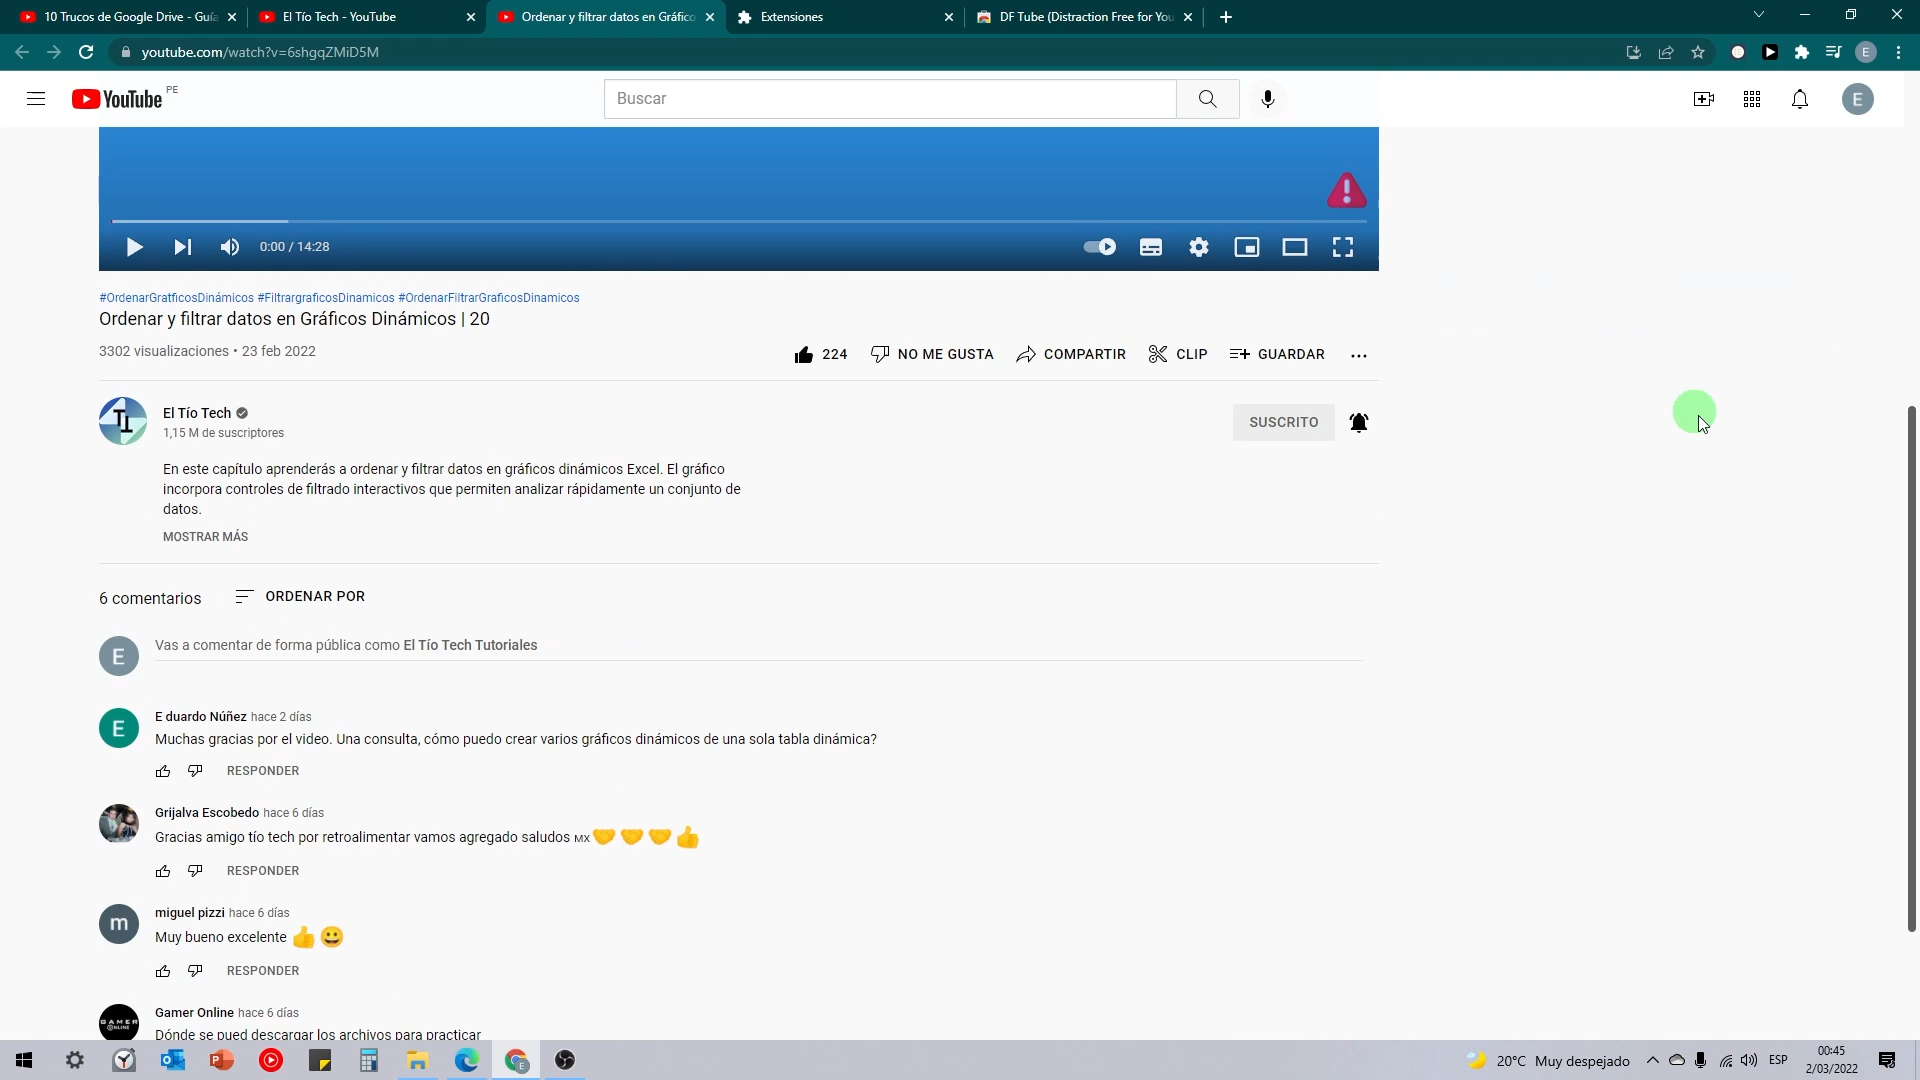 10 Trucos de Google Drive - Guía
El Tío Tech - YouTube
Ordenar y filtrar datos en Gráfico
Extensiones
DF Tube (Distraction Free for You
youtube.com/watch?v=6shgqZMiD5M
E
YouTube PE
Buscar
E
0:00 / 14:28
#OrdenarGratficosDinámicos #FiltrargraficosDinamicos #OrdenarFiltrarGraficosDinamicos
Ordenar y filtrar datos en Gráficos Dinámicos | 20
3302 visualizaciones • 23 feb 2022
224 NO ME GUSTA COMPARTIR CLIP GUARDAR
El Tío Tech
1,15 M de suscriptores
SUSCRITO
En este capítulo aprenderás a ordenar y filtrar datos en gráficos dinámicos Excel. El gráfico
incorpora controles de filtrado interactivos que permiten analizar rápidamente un conjunto de
datos.
MOSTRAR MÁS
6 comentarios ORDENAR POR
E
Vas a comentar de forma pública como El Tío Tech Tutoriales
E
E duardo Núñez hace 2 días
Muchas gracias por el video. Una consulta, cómo puedo crear varios gráficos dinámicos de una sola tabla dinámica?
RESPONDER
Grijalva Escobedo hace 6 días
Gracias amigo tío tech por retroalimentar vamos agregado saludos MX🤝🤝🤝👍
RESPONDER
m
miguel pizzi hace 6 días
Muy bueno excelente 👍😀
RESPONDER
GAMER ONLINE
Gamer Online hace 6 días
Dónde se pued descargar los archivos para practicar
20°C Muy despejado
ESP
00:45
2/03/2022